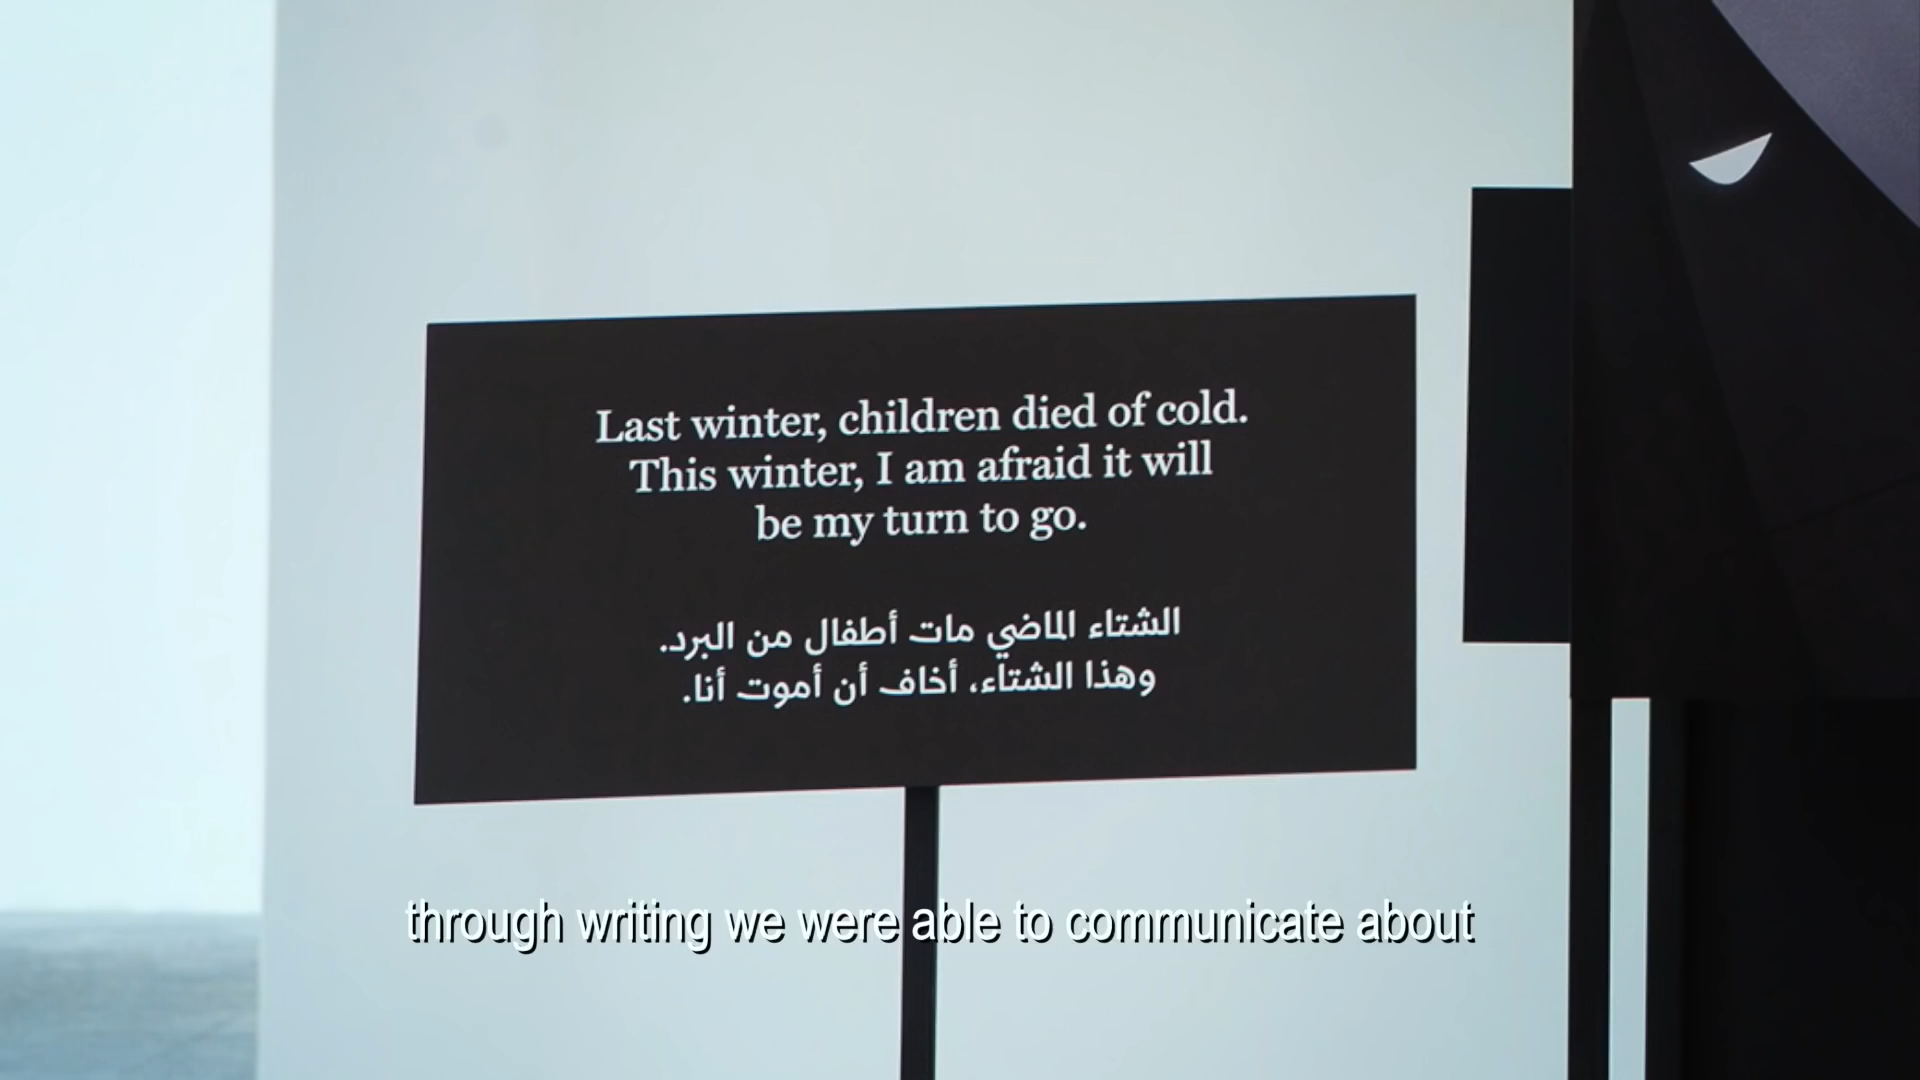 Last winter, children died of cold.
This winter, I am afraid it will
be my turn to go.
الشتاء الماضي مات أطفال من البرد.
وهذا الشتاء، أخاف أن أموت أنا.
through writing we were able to communicate about